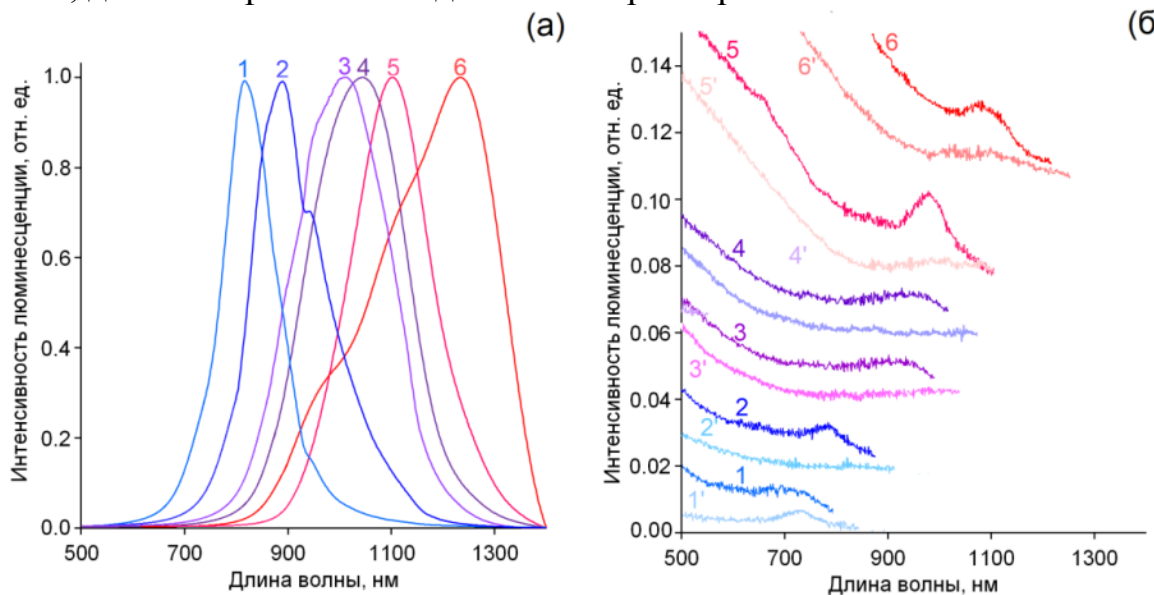 (а)
Интенсивность люминесценции, отн. ед.
1.0
0.8
0.6
0.4
0.2
0.0
1 2 3 4 5 6
500 700 900 1100 1300
Длина волны, нм
(б
Интенсивность люминесценции, отн. ед.
0.14
0.12
0.10
0.08
0.06
0.04
0.02
0.00
5 6' 6
5'
4 4'
3
3'
2
2'
1
1'
500 700 900 1100 1300
Длина волны, нм